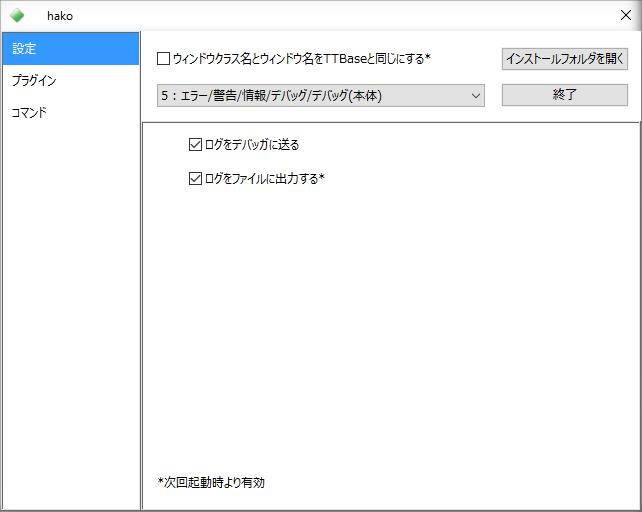 hako
設定
プラグイン
コマンド
ウィンドウクラス名とウィンドウ名をTTBaseと同じにする*
インストールフォルダを開く
5：エラー/警告/情報/デバッグ/デバッグ(本体)
終了
ログをデバッガに送る
ログをファイルに出力する*
*次回起動時より有効